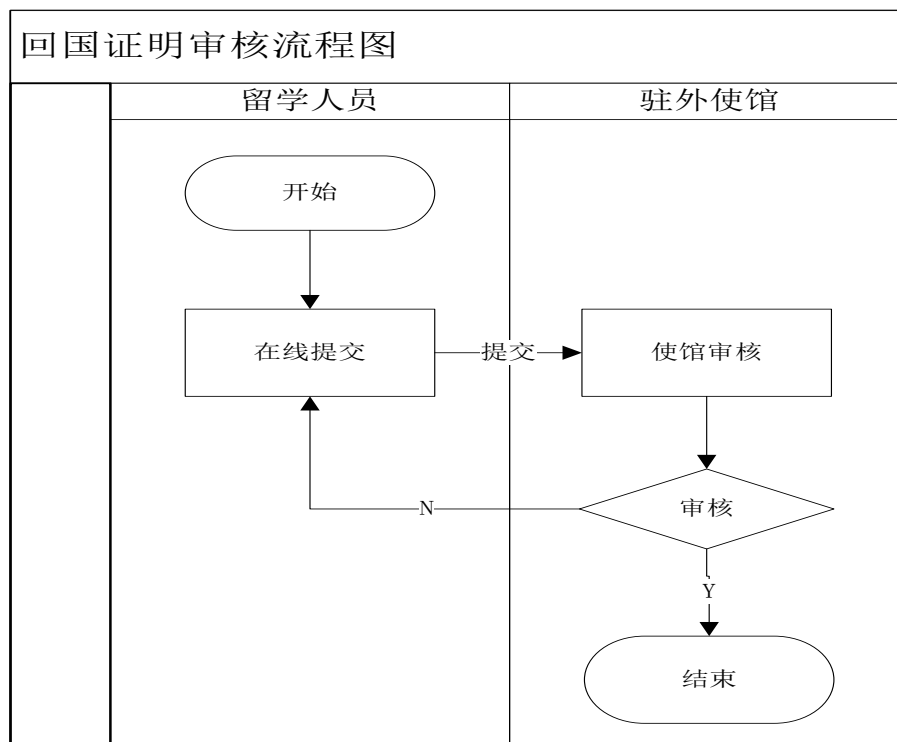 回国证明审核流程图
留学人员
驻外使馆
开始
在线提交
提交
使馆审核
审核
N
Y
结束